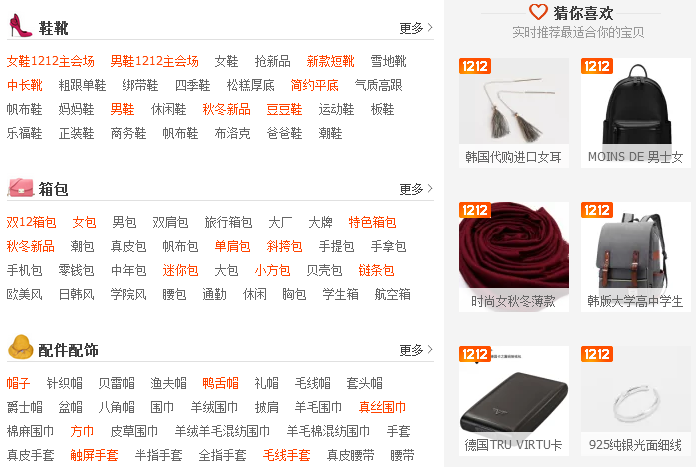 鞋靴 更多
女鞋1212主会场 男鞋1212主会场 女鞋 抢新品 新款短靴 雪地靴
中长靴 粗跟单鞋 绑带鞋 四季鞋 松糕厚底 简约平底 气质高跟
帆布鞋 妈妈鞋 男鞋 休闲鞋 秋冬新品 豆豆鞋 运动鞋 板鞋
乐福鞋 正装鞋 商务鞋 帆布鞋 布洛克 爸爸鞋 潮鞋
箱包 更多
双12箱包 女包 男包 双肩包 旅行箱包 大厂 大牌 特色箱包
秋冬新品 潮包 真皮包 帆布包 单肩包 斜挎包 手提包 手拿包
手机包 零钱包 中年包 迷你包 大包 小方包 贝壳包 链条包
欧美风 日韩风 学院风 腰包 通勤 休闲 胸包 学生箱 航空箱
配件配饰 更多
帽子 针织帽 贝雷帽 渔夫帽 鸭舌帽 礼帽 毛线帽 套头帽
爵士帽 盆帽 八角帽 围巾 羊绒围巾 披肩 羊毛围巾 真丝围巾
棉麻围巾 方巾 皮草围巾 羊绒羊毛混纺围巾 羊毛棉混纺围巾 手套
真皮手套 触屏手套 半指手套 全指手套 毛线手套 真皮腰带 腰带
猜你喜欢
实时推荐最适合你的宝贝
1212 1212
韩国代购进口女耳 MOINS DE 男士女
1212 1212
时尚女秋冬薄款 韩版大学高中学生
1212 1212
德国TRU VIRTU卡 925纯银光面细线